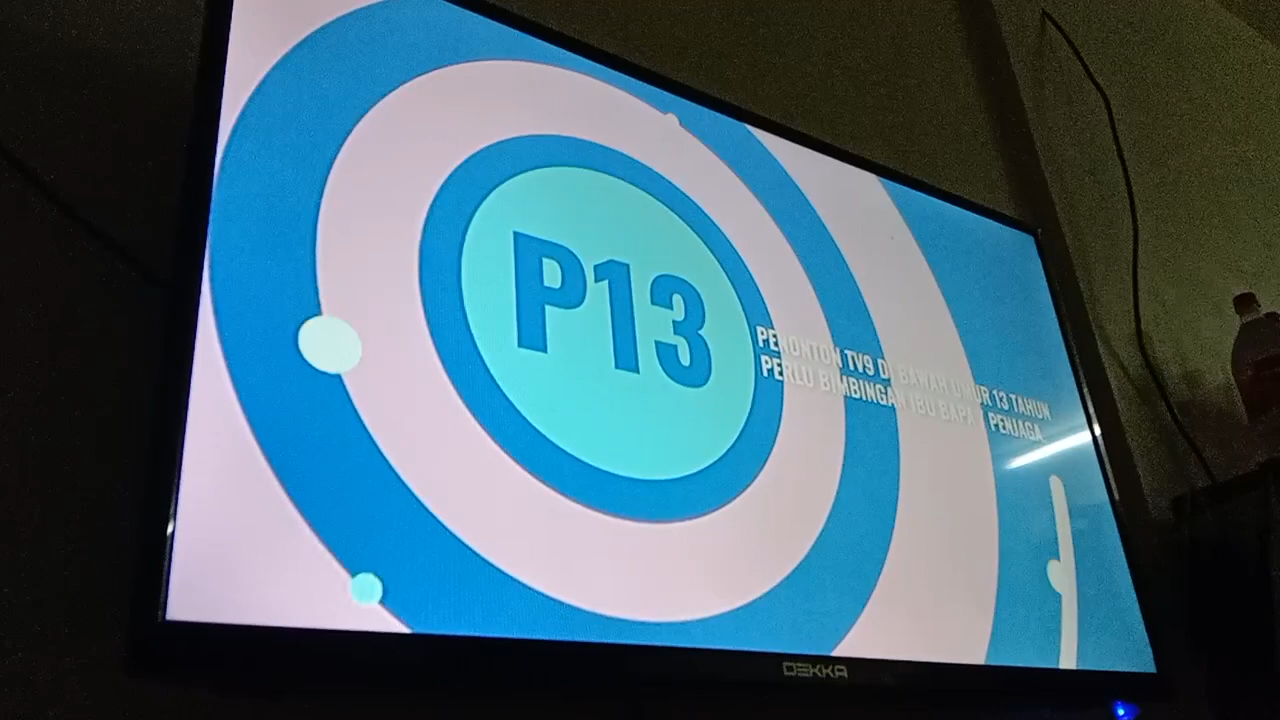 P13
PENONTON TV9 DI BAWAH UMUR 13 TAHUN
PERLU BIMBINGAN IBU BAPA / PENJAGA.
DEKKA